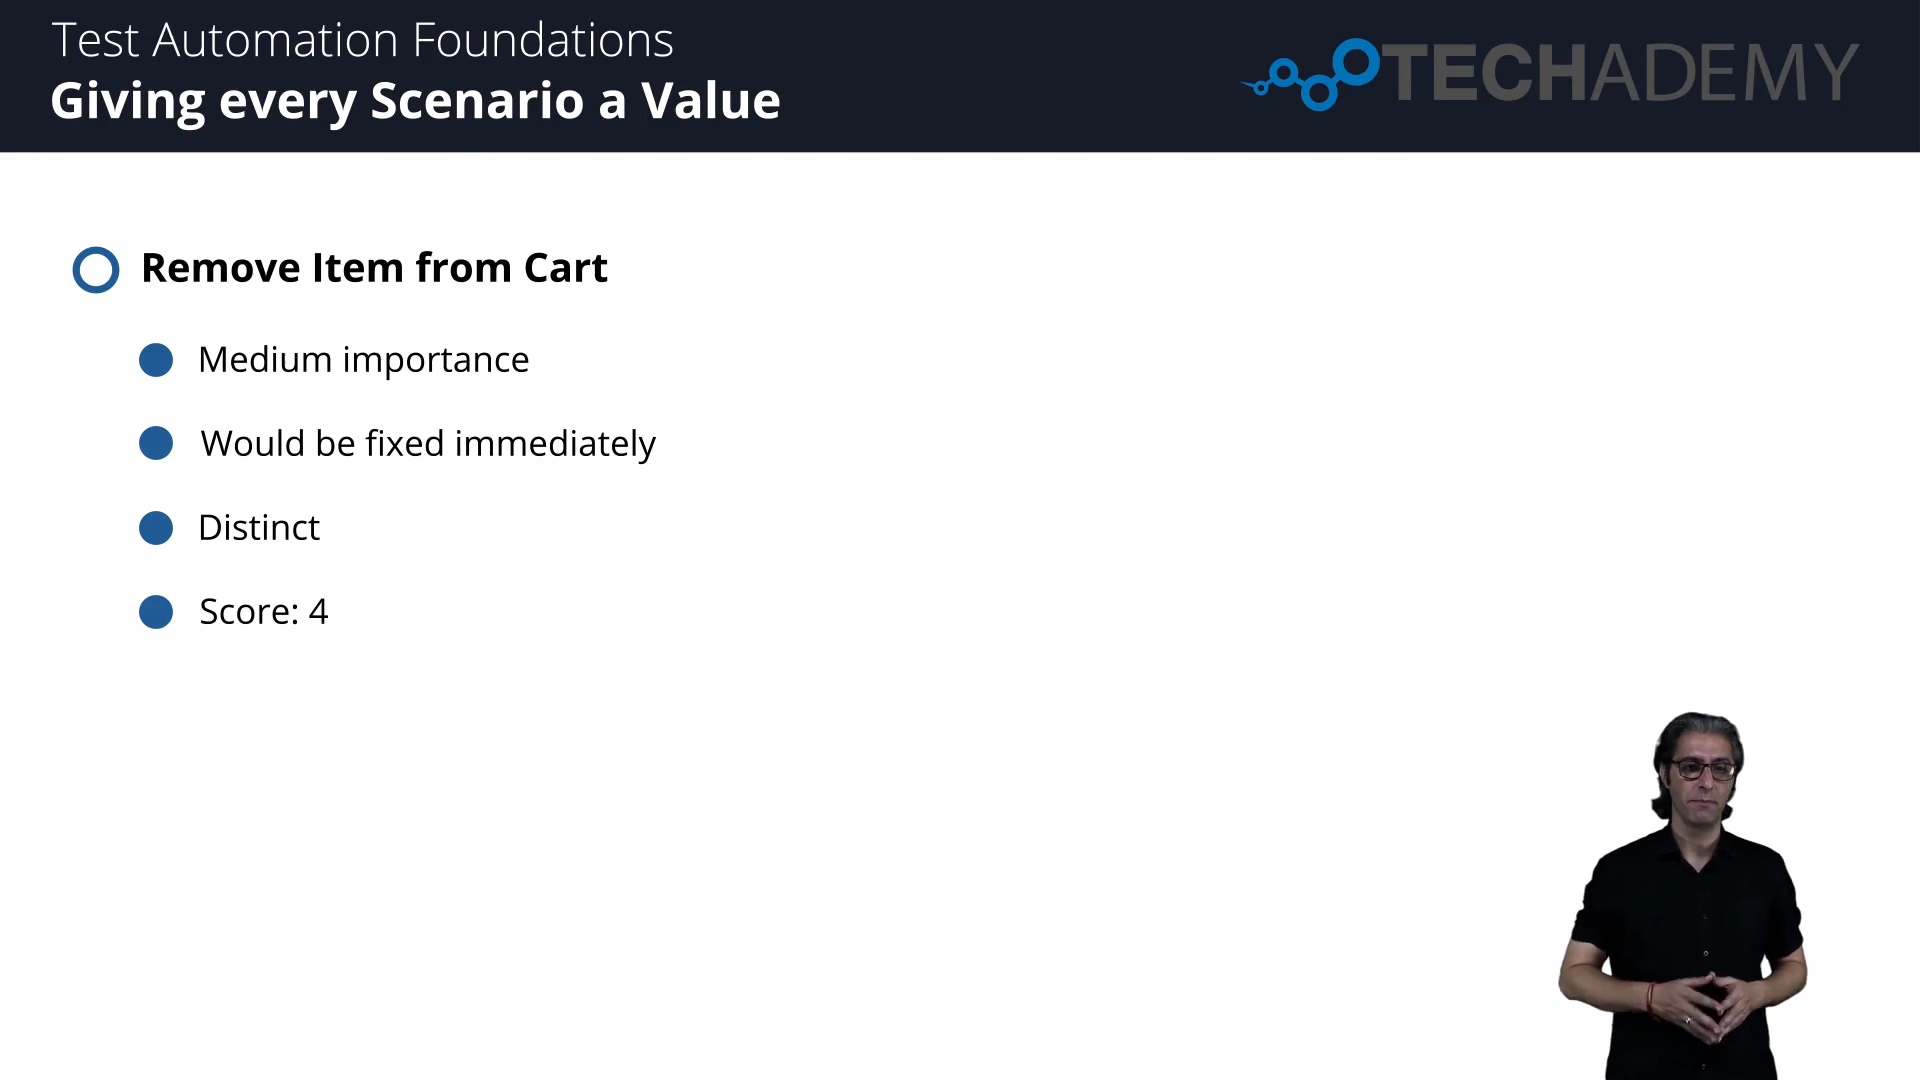 Test Automation Foundations
Giving every Scenario a Value
TECHADEMY
Remove Item from Cart
Medium importance
Would be fixed immediately
Distinct
Score: 4